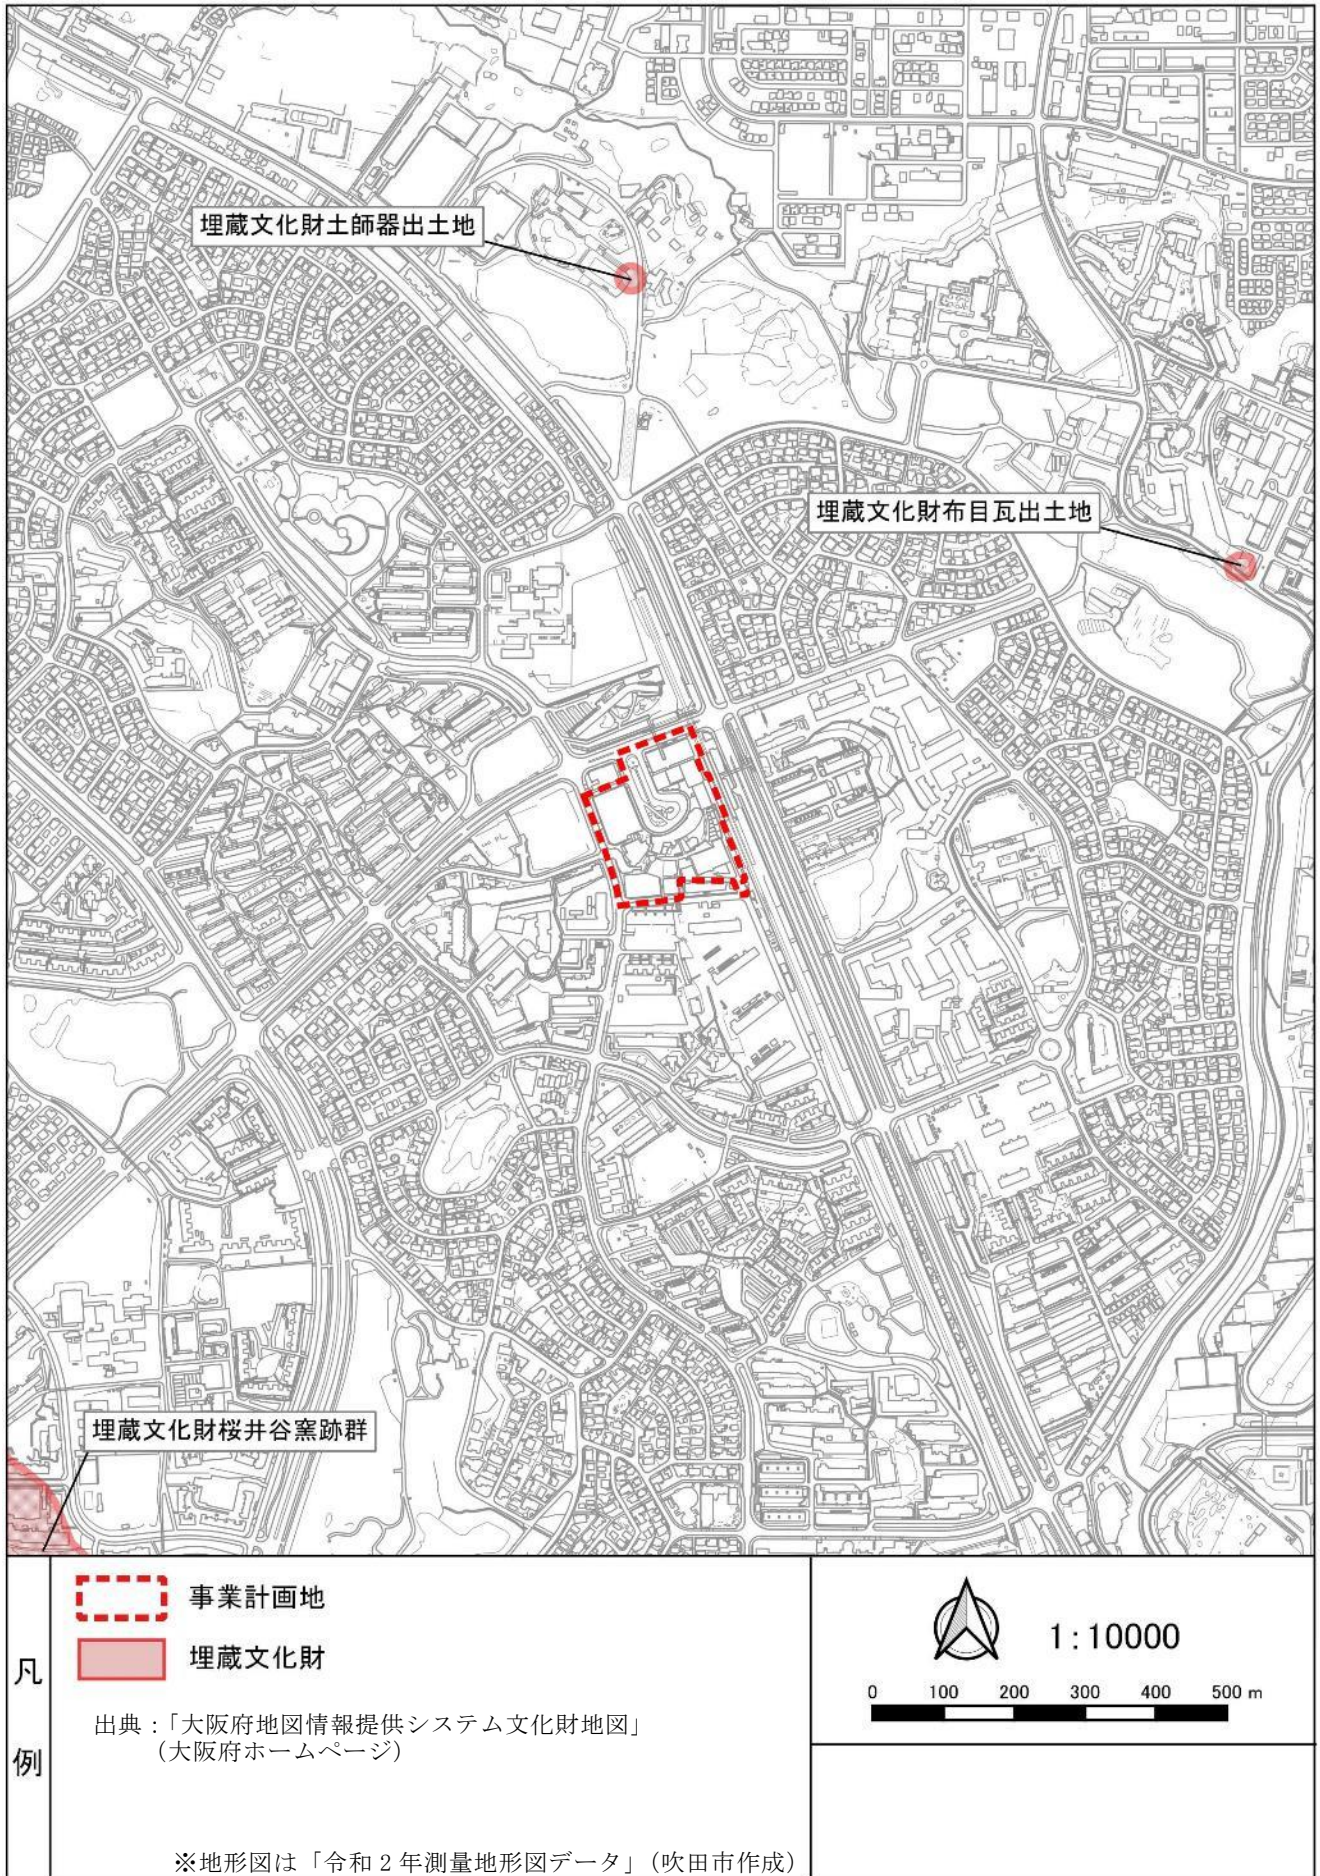 埋蔵文化財土師器出土地
埋蔵文化財布目瓦出土地
埋蔵文化財桜井谷窯跡群
凡例
事業計画地
埋蔵文化財
出典:「大阪府地図情報提供システム文化財地図」
(大阪府ホームページ)
※地形図は「令和2年測量地形図データ」(吹田市作成)
1:10000
0 100 200 300 400 500 m